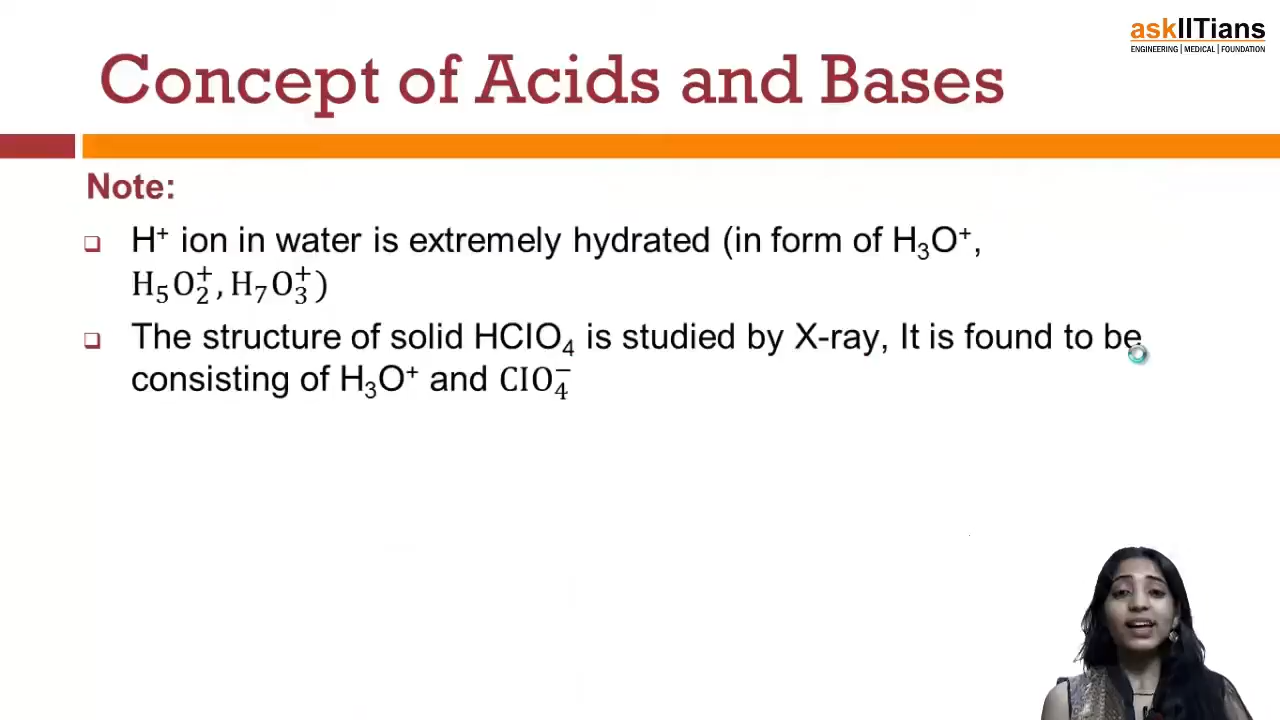 askIITians
ENGINEERING | MEDICAL | FOUNDATION
Concept of Acids and Bases
Note:
❑ H⁺ ion in water is extremely hydrated (in form of H₃O⁺,
H₅O₂⁺, H₇O₃⁺)
❑ The structure of solid HClO₄ is studied by X-ray, It is found to be
consisting of H₃O⁺ and ClO₄⁻